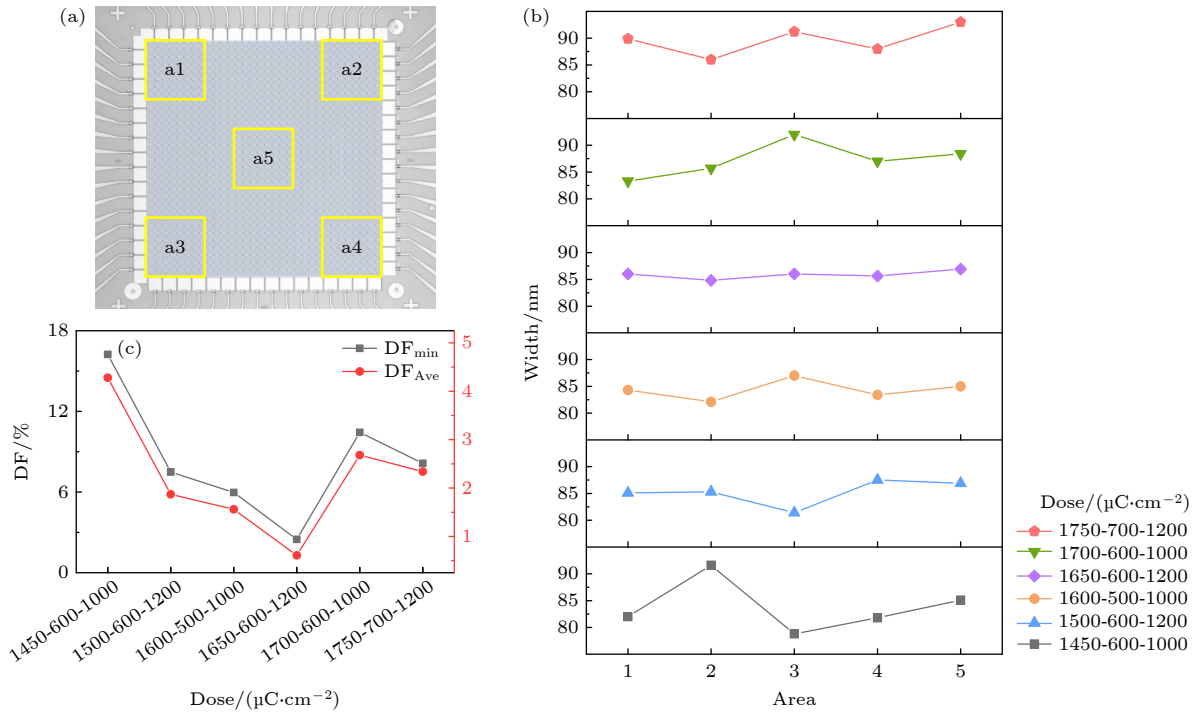 (a)
a1
a2
a5
a3
a4
(b)
90
85
80
90
85
80
90
85
80
90
85
80
90
85
80
90
85
80
Width/nm
1
2
3
4
5
Area
Dose/(μC·cm⁻²)
1750-700-1200
1700-600-1000
1650-600-1200
1600-500-1000
1500-600-1200
1450-600-1000
(c)
DF_min
DF_Ave
18
12
6
0
DF/%
5
4
3
2
1
1450-600-1000
1500-600-1200
1600-500-1000
1650-600-1200
1700-600-1000
1750-700-1200
Dose/(μC·cm⁻²)